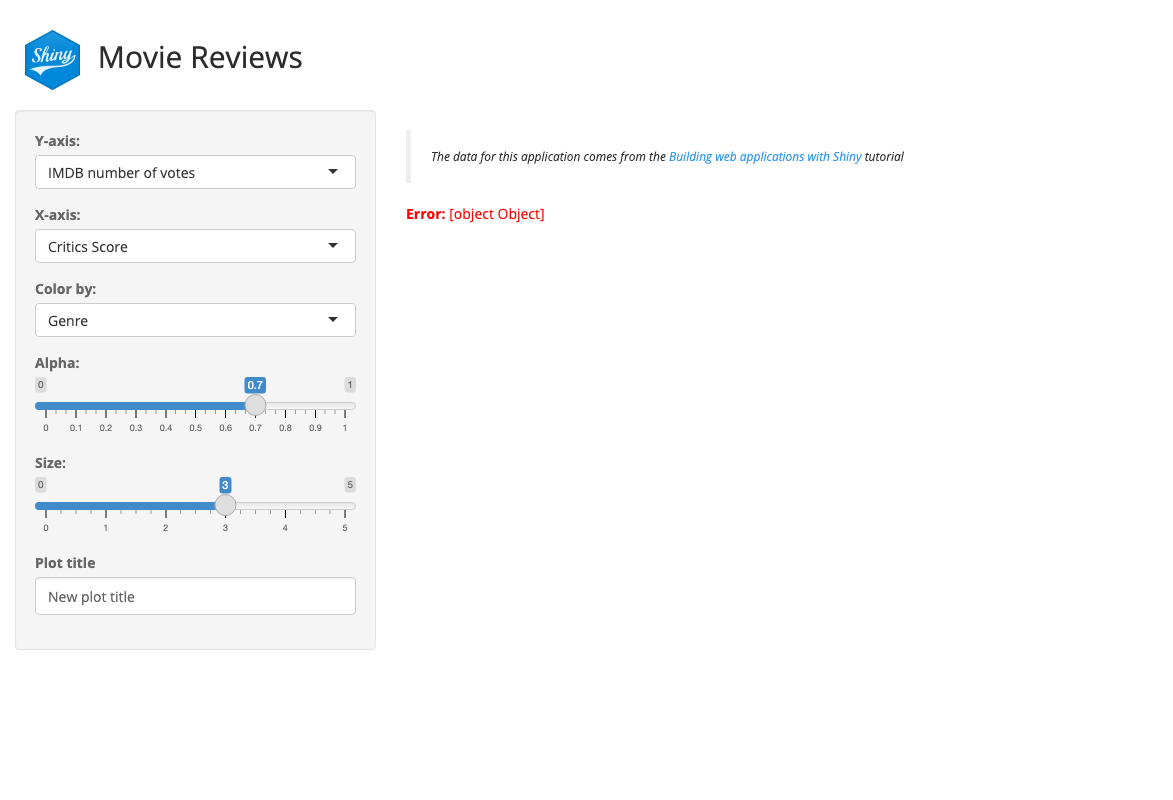 Shiny
Movie Reviews
Y-axis:
IMDB number of votes
X-axis:
Critics Score
Color by:
Genre
Alpha:
0 0.7 1
0 0.1 0.2 0.3 0.4 0.5 0.6 0.7 0.8 0.9 1
Size:
0 3 5
0 1 2 3 4 5
Plot title
New plot title
The data for this application comes from the Building web applications with Shiny tutorial
Error: [object Object]